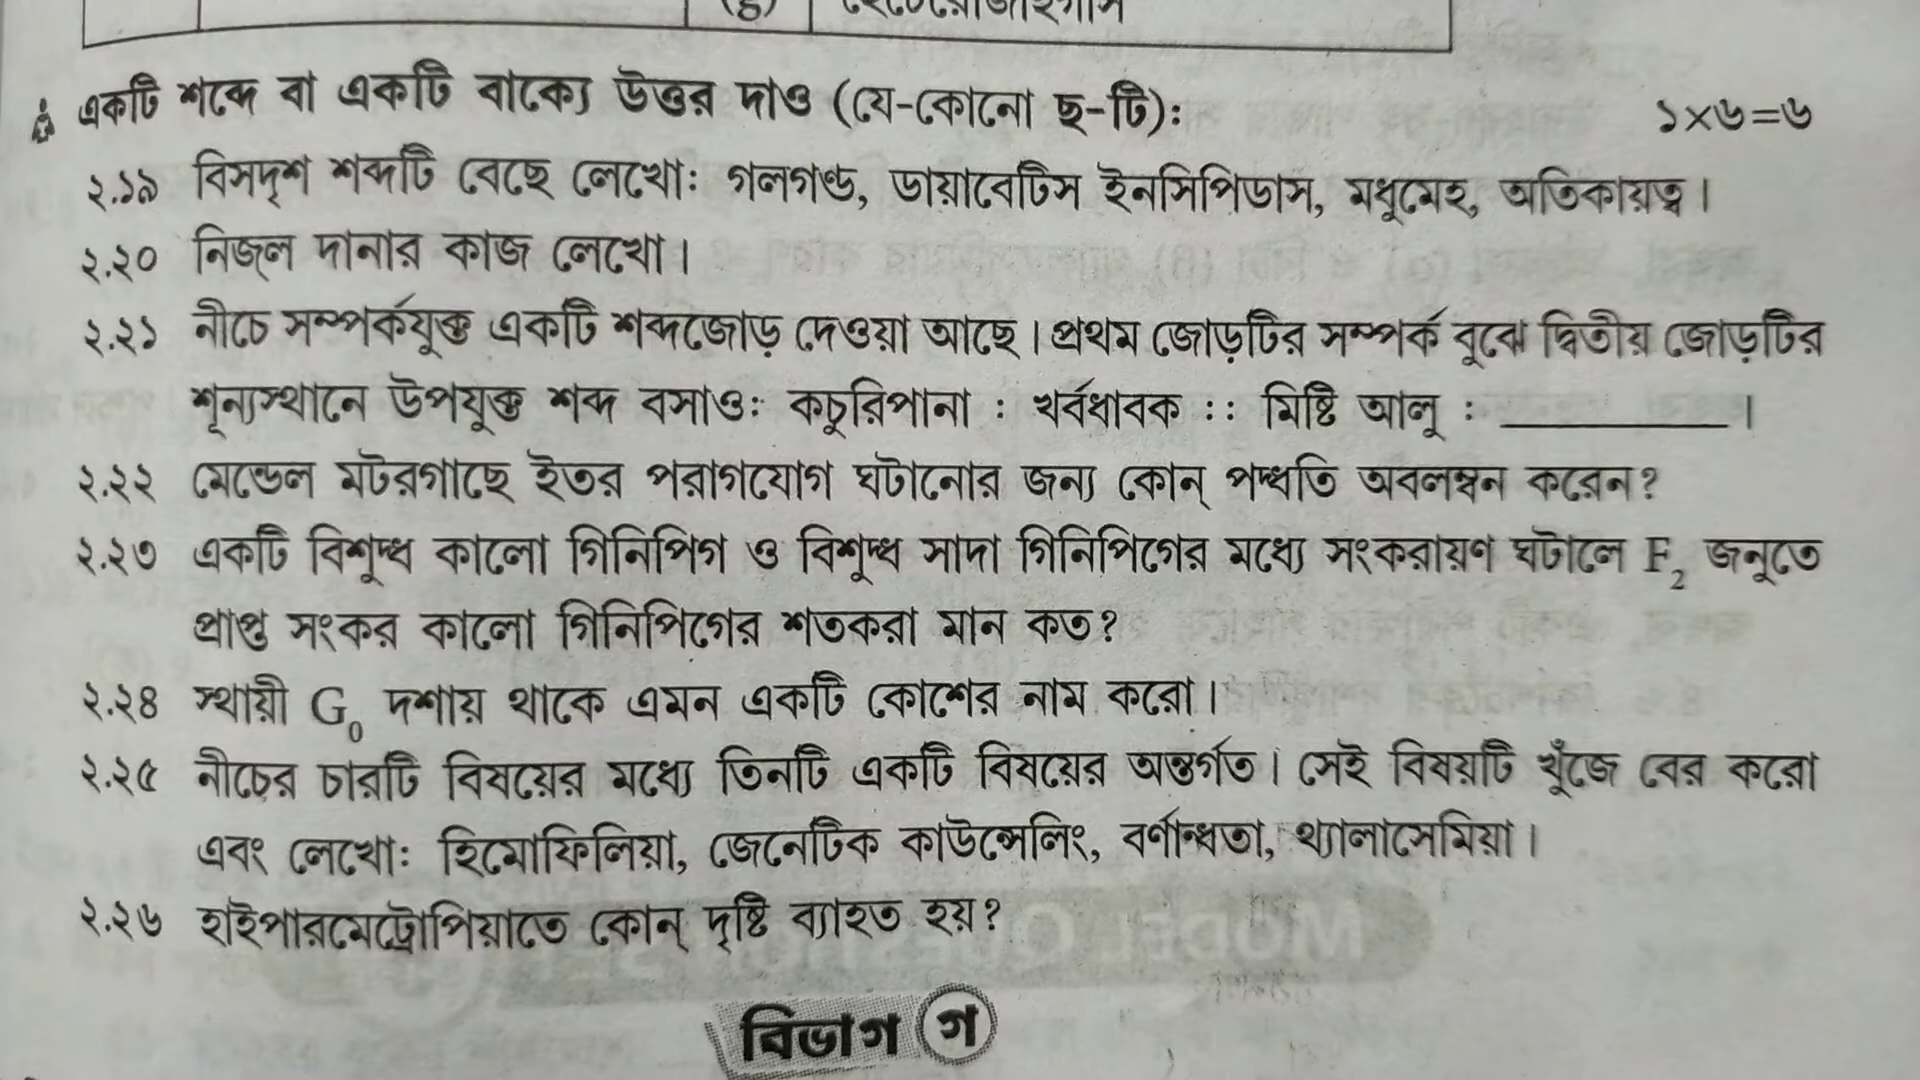 (8)
একটি শব্দে বা একটি বাক্যে উত্তর দাও (যে-কোনো ছ-টি): ১×৬=৬
২.১৯ বিসদৃশ শব্দটি বেছে লেখো: গলগণ্ড, ডায়াবেটিস ইনসিপিডাস, মধুমেহ, অতিকায়ত্ব।
২.২০ নিজ্‌ল দানার কাজ লেখো।
২.২১ নীচে সম্পর্কযুক্ত একটি শব্দজোড় দেওয়া আছে। প্রথম জোড়টির সম্পর্ক বুঝে দ্বিতীয় জোড়টির
শূন্যস্থানে উপযুক্ত শব্দ বসাও: কচুরিপানা : খর্বধাবক :: মিষ্টি আলু : ________।
২.২২ মেন্ডেল মটরগাছে ইতর পরাগযোগ ঘটানোর জন্য কোন্ পদ্ধতি অবলম্বন করেন?
২.২৩ একটি বিশুদ্ধ কালো গিনিপিগ ও বিশুদ্ধ সাদা গিনিপিগের মধ্যে সংকরায়ণ ঘটালে F₂ জনুতে
প্রাপ্ত সংকর কালো গিনিপিগের শতকরা মান কত?
২.২৪ স্থায়ী G₀ দশায় থাকে এমন একটি কোশের নাম করো।
২.২৫ নীচের চারটি বিষয়ের মধ্যে তিনটি একটি বিষয়ের অন্তর্গত। সেই বিষয়টি খুঁজে বের করো
এবং লেখো: হিমোফিলিয়া, জেনেটিক কাউন্সেলিং, বর্ণান্ধতা, থ্যালাসেমিয়া।
২.২৬ হাইপারমেট্রোপিয়াতে কোন্ দৃষ্টি ব্যাহত হয়?
বিভাগ গ